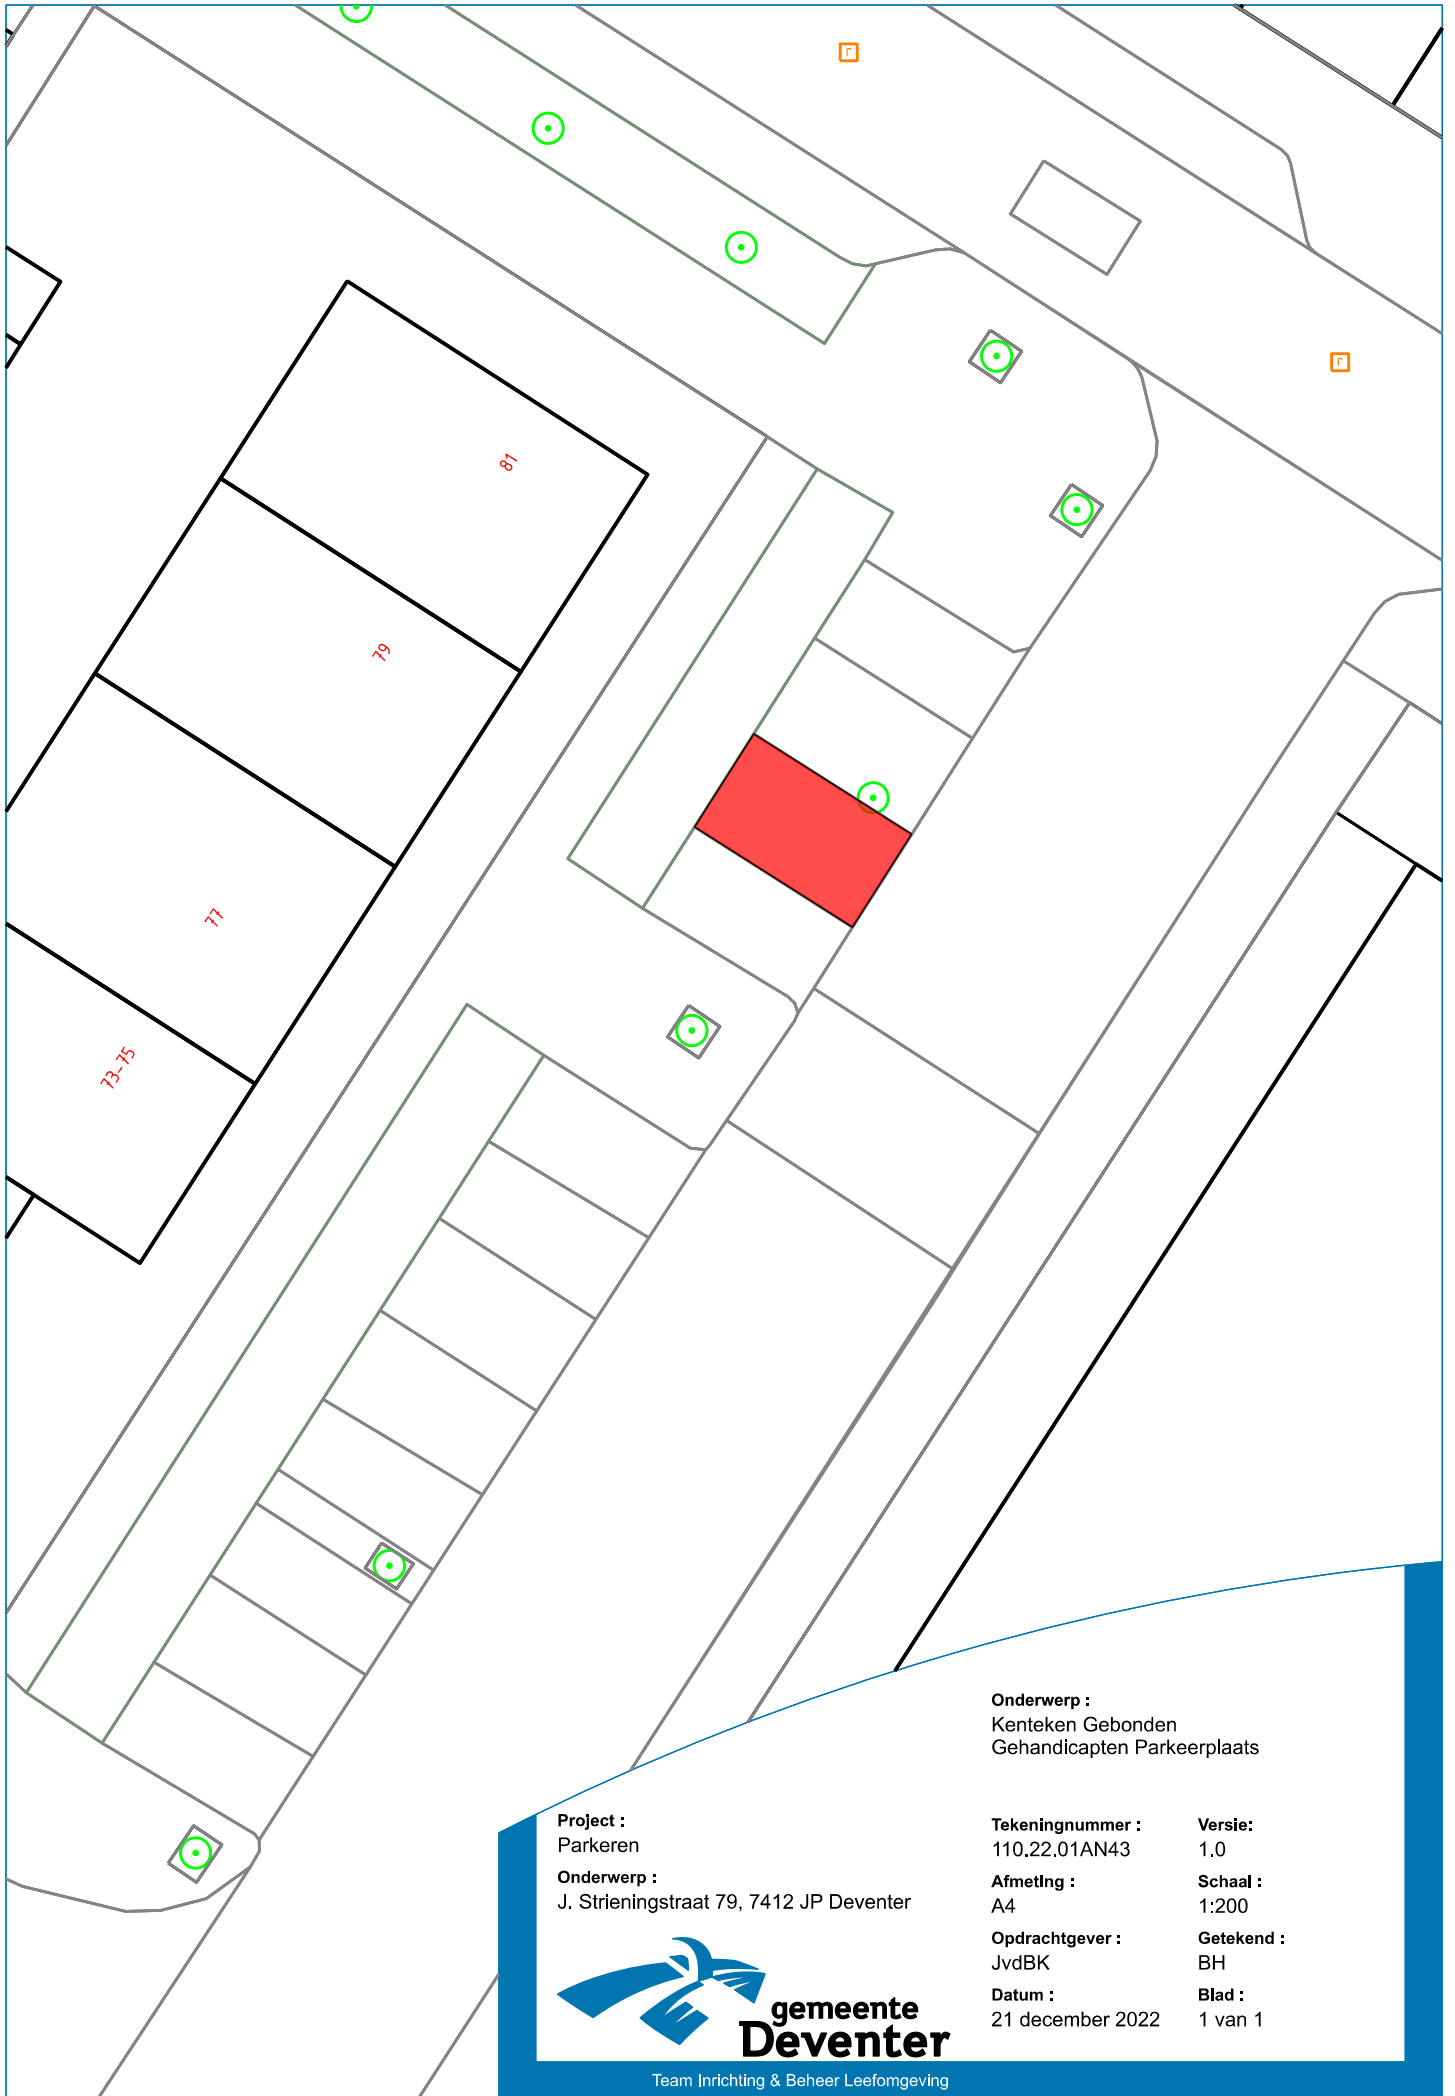 81
79
77
73-75
Onderwerp :
Kenteken Gebonden
Gehandicapten Parkeerplaats
Project :
Parkeren
Onderwerp :
J. Strieningstraat 79, 7412 JP Deventer
Tekeningnummer :
110.22.01AN43
Versie:
1.0
Afmeting :
A4
Schaal :
1:200
Opdrachtgever :
JvdBK
Getekend :
BH
Datum :
21 december 2022
Blad :
1 van 1
gemeente
Deventer
Team Inrichting & Beheer Leefomgeving